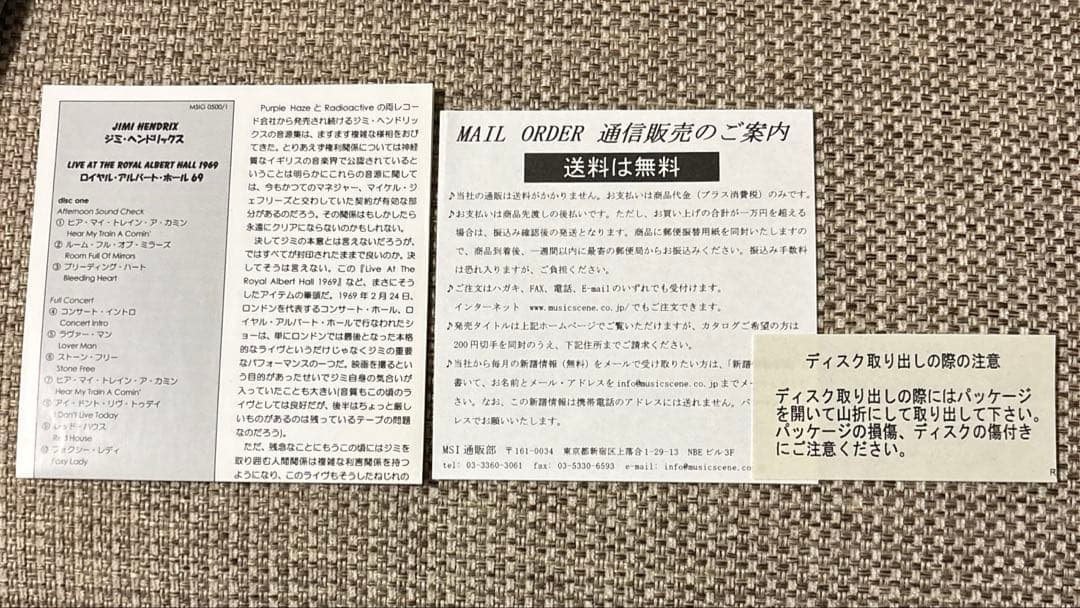 MSIG 0500/1
JIMI HENDRIX
ジミ・ヘンドリックス
LIVE AT THE ROYAL ALBERT HALL 1969
ロイヤル・アルバート・ホール 69
disc one
Afternoon Sound Check
① ヒア・マイ・トレイン・ア・カミン
Hear My Train A Comin'
② ルーム・フル・オブ・ミラーズ
Room Full Of Mirrors
③ ブリーディング・ハート
Bleeding Heart
Full Concert
④ コンサート・イントロ
Concert Intro
⑤ ラヴァー・マン
Lover Man
⑥ ストーン・フリー
Stone Free
⑦ ヒア・マイ・トレイン・ア・カミン
Hear My Train A Comin'
⑧ アイ・ドント・リヴ・トゥデイ
I Don't Live Today
⑨ レッド・ハウス
Red House
⑩ フォクシー・レディ
Foxy Lady
Purple Haze と Radioactive の両レコー
ド会社から発売され続けるジミ・ヘンドリッ
クスの音源集は、ますます複雑な様相をおび
てきた。とりあえず権利関係については神経
質なイギリスの音楽界で公認されていると
いうことは明らかにこれらの音源に関して
は、今もかつてのマネジャー、マイケル・ジ
ェフリーズと交わしていた契約が有効な部
分があるのだろう。その関係はもしかしたら
永遠にクリアにならないのかもしれない。
決してジミの本意とは言えないだろうが、
ではすべてが封印されたままで良いのか。決
してそうは言えない。この『Live At The
Royal Albert Hall 1969』など、まさにそうし
たアイテムの筆頭だ。1969 年 2 月 24 日、
ロンドンを代表するコンサート・ホール、ロ
イヤル・アルバート・ホールで行なわれたシ
ョーは、単にロンドンでは最後となった本格
的なライヴというだけじゃなくジミの重要
なパフォーマンスの一つだ。映画を撮るとい
う目的があったせいでジミ自身の気合いが
入っていたことも大きい(音質もこの頃のラ
イヴとしては良好だが、後半はちょっと厳し
いものがあるのは残っているテープの問題
なのだろう)。
ただ、残念なことにもうこの頃にはジミを
取り囲む人間関係は複雑な利害関係を持つ
ようになり、このライヴもそうしたねじれの
MAIL ORDER 通信販売のご案内
送料は無料
♪当社の通販は送料がかかりません。お支払いは商品代金（プラス消費税）のみです。
♪お支払いは商品先渡しの後払いです。ただし、お買い上げの合計が一万円を超える
場合は、振込み確認後の発送となります。商品に郵便振替用紙を同封いたしますの
で、商品到着後、一週間以内に最寄の郵便局からお振込みください。振込み手数料
は恐れ入りますが、ご負担ください。
♪ご注文はハガキ、FAX、電話、E-mailのいずれでも受付けます。
インターネット www.musicscene.co.jp/でもご注文できます。
♪発売タイトルは上記ホームページでご覧いただけますが、カタログご希望の方は
200円切手を同封のうえ、下記住所までご請求ください。
♪当社から毎月の新譜情報（無料）をメールで受け取りたい方は、「新譜
書いて、お名前とメール・アドレスをinfo@musicscene.co.jpまでメー
さい。なお、この新譜情報は携帯電話のアドレスには送れません。パ
レスでお願いいたします。
MSI通販部 〒161-0034 東京都新宿区上落合1-29-13 NBEビル3F
tel: 03-3360-3061 fax: 03-5330-6593 e-mail: info@musicscene.co
ディスク取り出しの際の注意
ディスク取り出しの際にはパッケージ
を開いて山折にして取り出して下さい。
パッケージの損傷、ディスクの傷付き
にご注意ください。
R